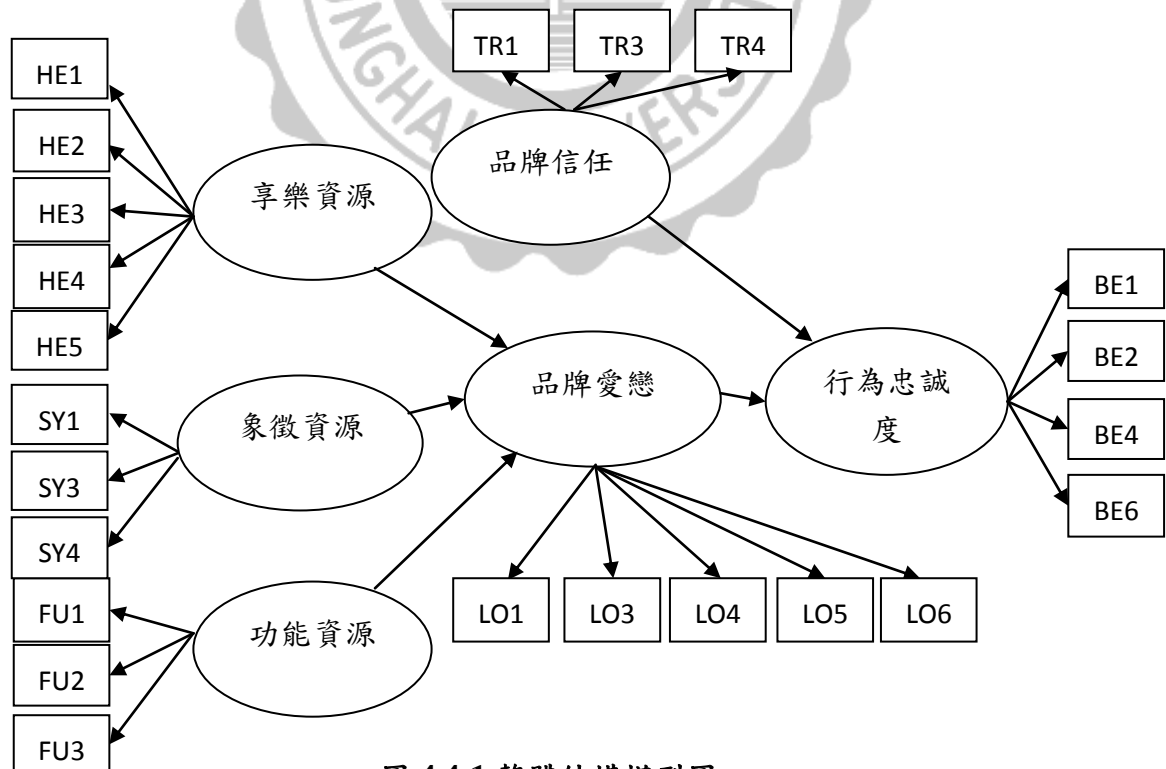 TR1
TR3
TR4
HE1
HE2
HE3
HE4
HE5
享樂資源
品牌信任
SY1
SY3
SY4
象徵資源
品牌愛戀
行為忠誠
度
BE1
BE2
BE4
BE6
FU1
FU2
FU3
功能資源
LO1
LO3
LO4
LO5
LO6